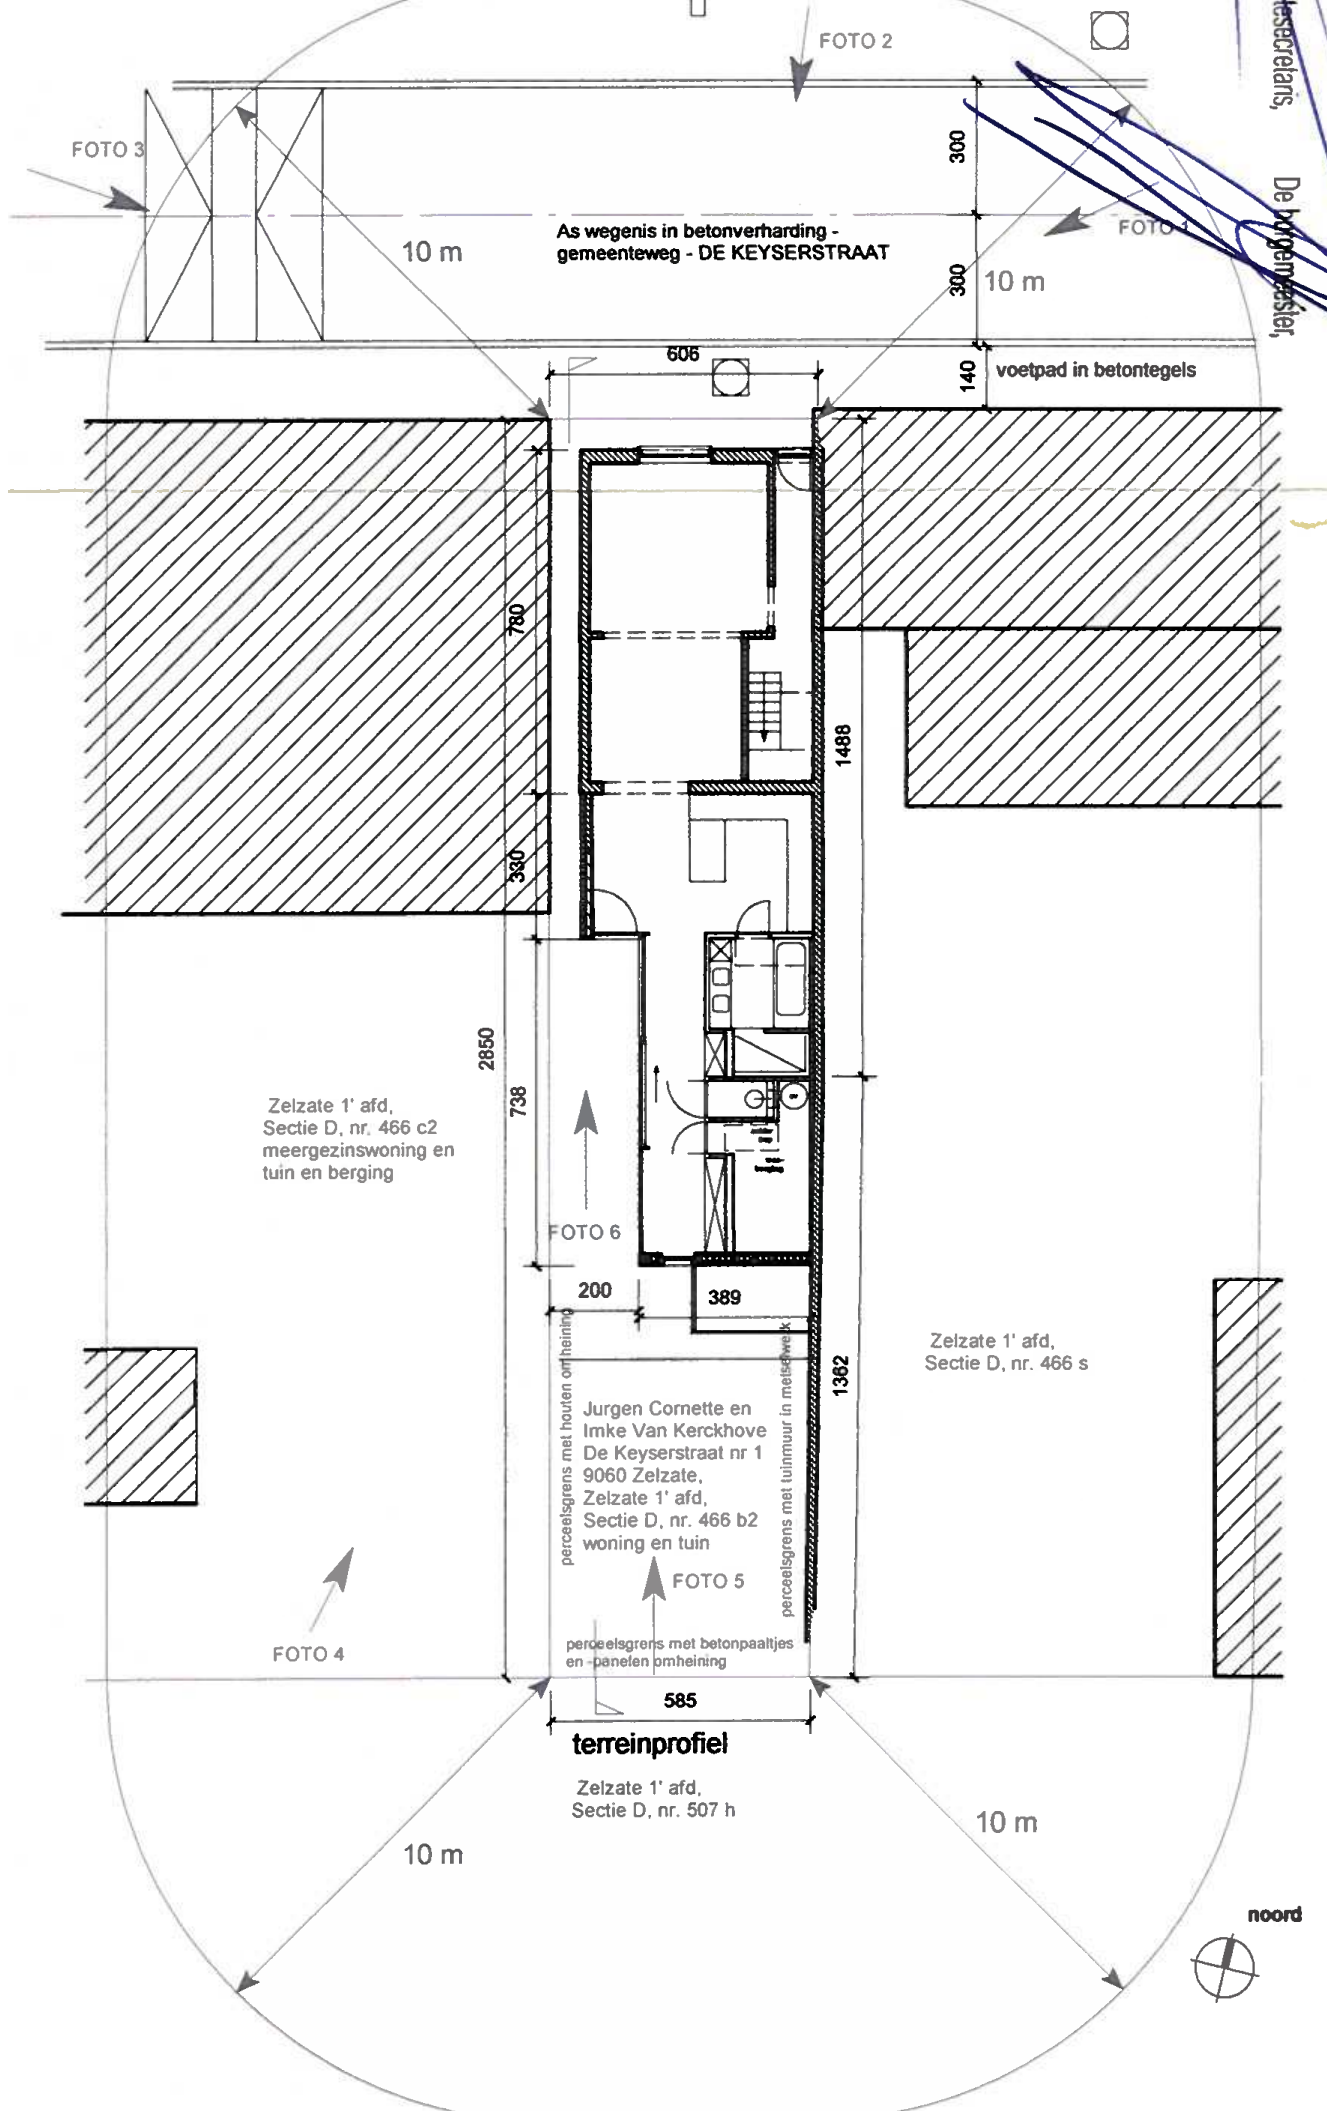 FOTO 2
FOTO 3
300
FOTO 1
As wegenis in betonverharding -
gemeenteweg - DE KEYSERSTRAAT
10 m
300
10 m
De burgemeester,
606
140
voetpad in betontegels
780
1488
330
2850
738
Zelzate 1' afd,
Sectie D, nr. 466 c2
meergezinswoning en
tuin en berging
FOTO 6
200
389
perceelsgrens met houten omheining
perceelsgrens met tuinmuur in metselwerk
1362
Zelzate 1' afd,
Sectie D, nr. 466 s
Jurgen Cornette en
Imke Van Kerckhove
De Keyserstraat nr 1
9060 Zelzate,
Zelzate 1' afd,
Sectie D, nr. 466 b2
woning en tuin
FOTO 5
FOTO 4
perceelsgrens met betonpaaltjes
en -panelen omheining
585
terreinprofiel
Zelzate 1' afd,
Sectie D, nr. 507 h
10 m
10 m
noord